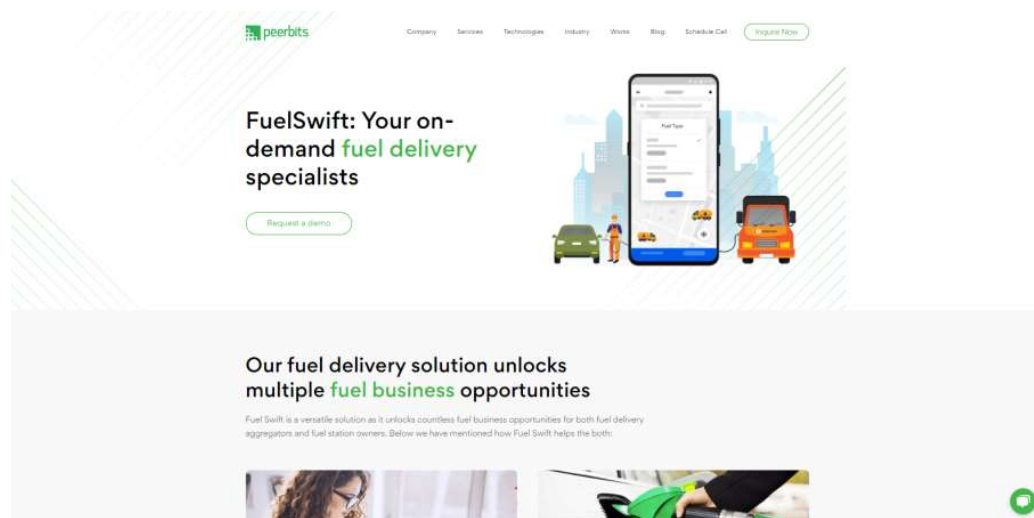 peerbits
Company Services Technologies Industry Works Blog Schedule Call Inquire Now
FuelSwift: Your on-
demand fuel delivery
specialists
Request a demo
Fuel Type
Our fuel delivery solution unlocks
multiple fuel business opportunities
Fuel Swift is a versatile solution as it unlocks countless fuel business opportunities for both fuel delivery
aggregators and fuel station owners. Below we have mentioned how Fuel Swift helps the both: